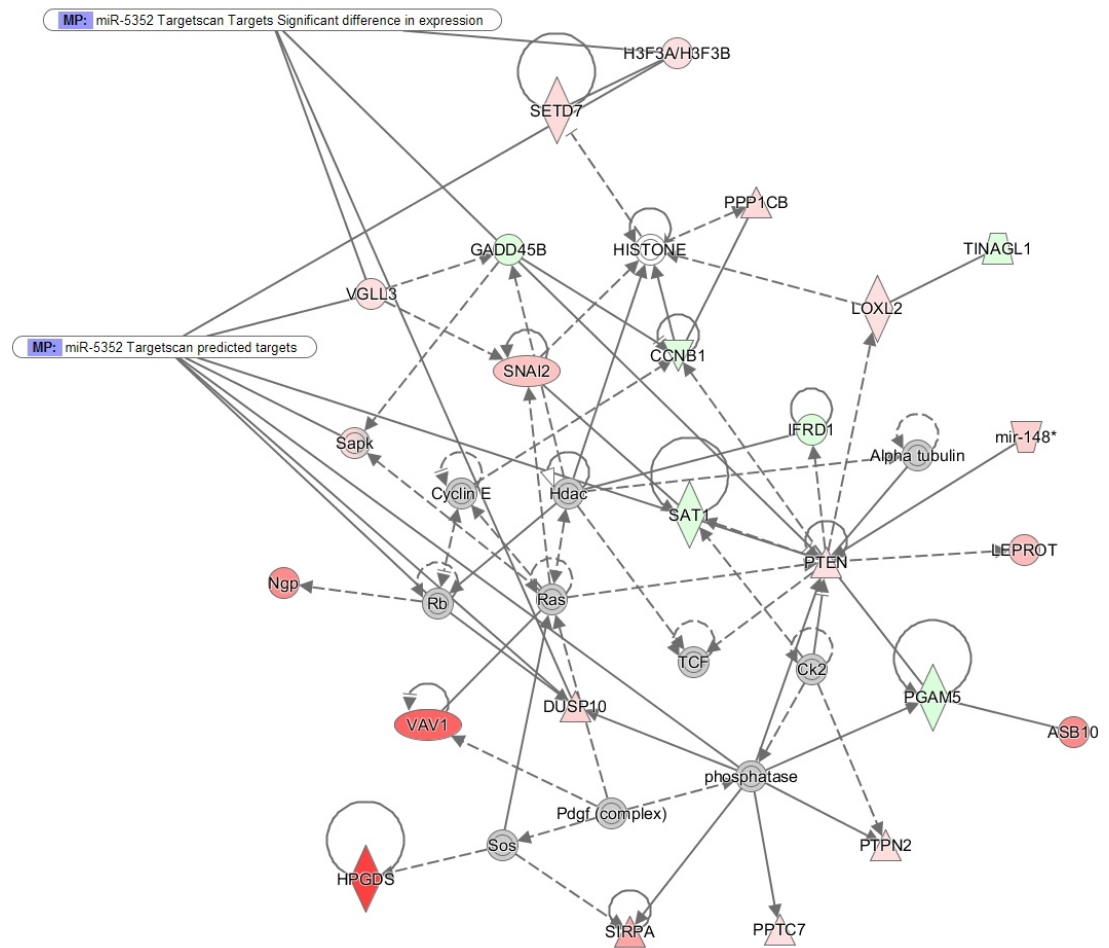 MP: miR-5352 Targetscan Targets Significant difference in expression
H3F3A/H3F3B
SETD7
PPP1CB
GADD45B
HISTONE
TINAGL1
VGLL3
LOXL2
MP: miR-5352 Targetscan predicted targets
CCNB1
SNAI2
IFRD1
mir-148*
Sapk
Alpha tubulin
Cyclin E
Hdac
SAT1
LEPROT
PTEN
Ngp
Rb
Ras
TCF
Ck2
PGAM5
DUSP10
VAV1
ASB10
phosphatase
Pdgf (complex)
Sos
PTPN2
HPGDS
SIRPA
PPTC7